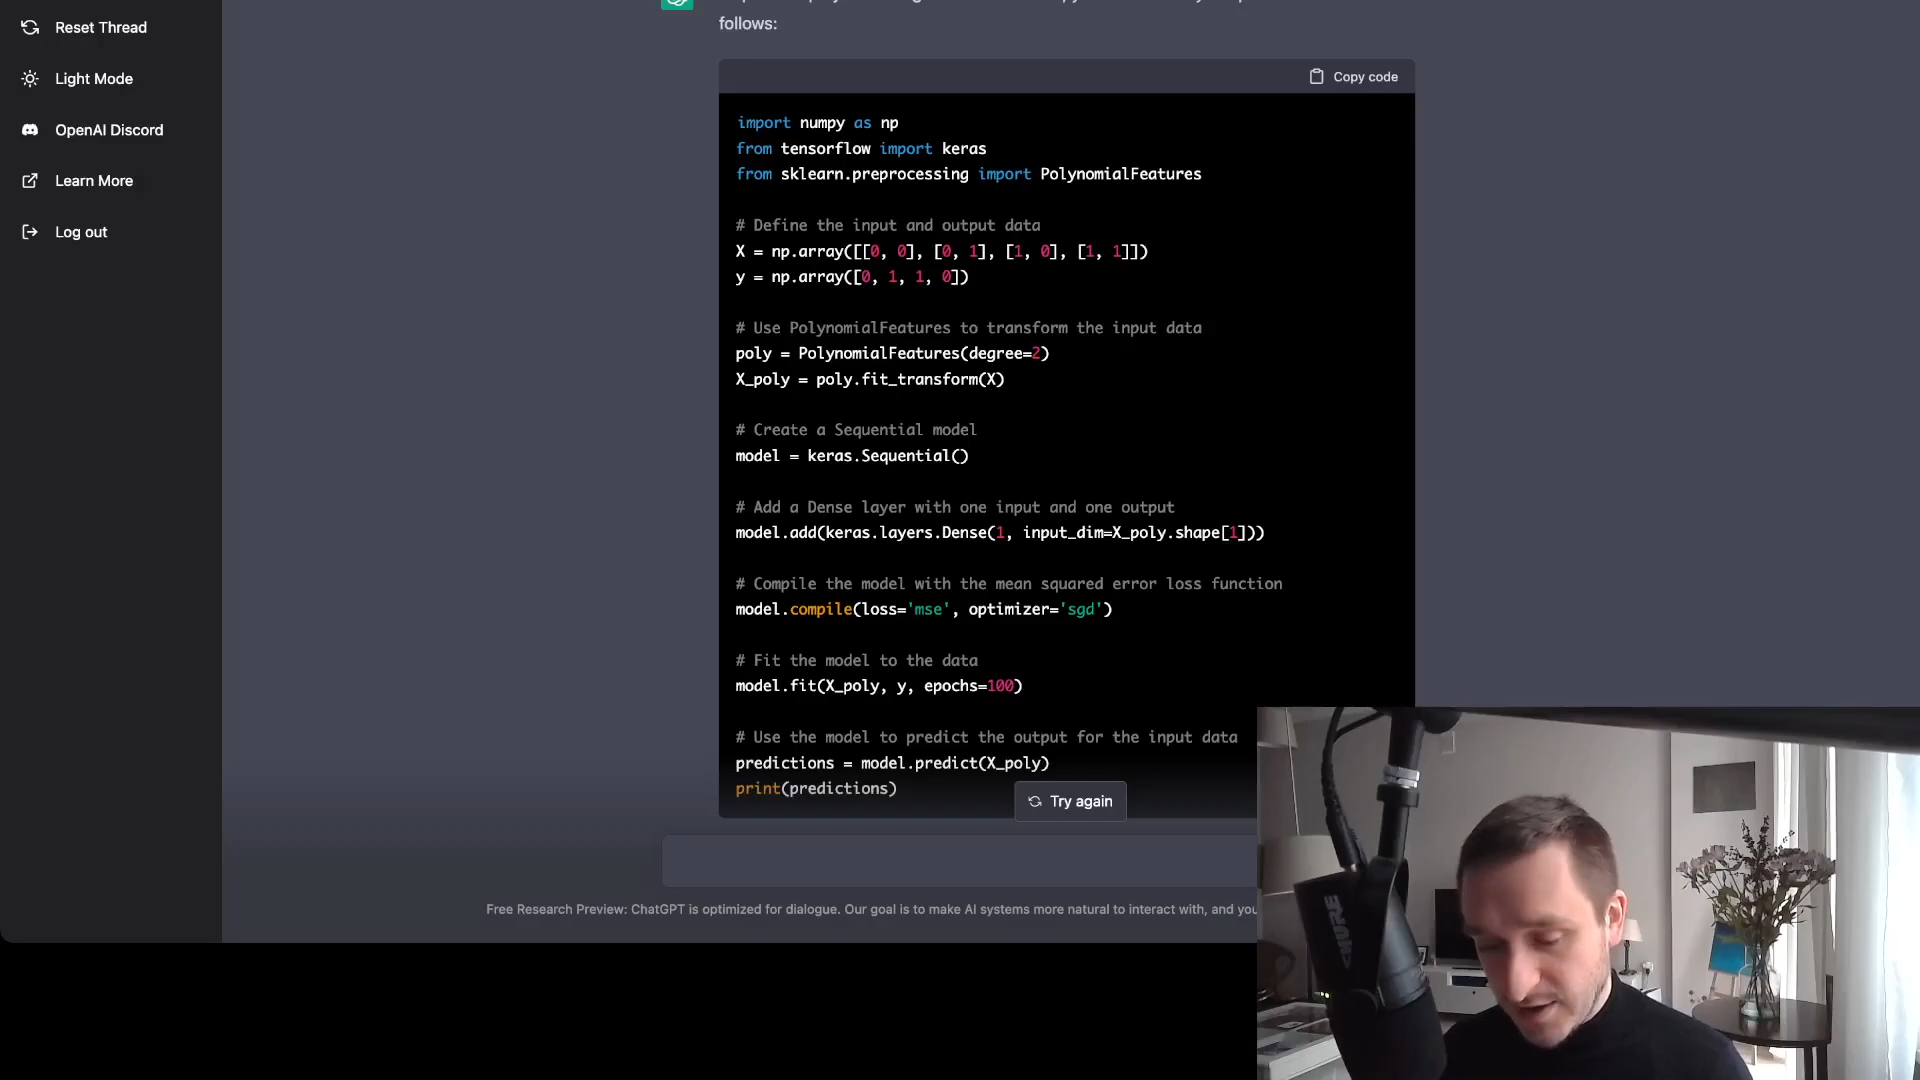 Reset Thread
Light Mode
OpenAI Discord
Learn More
Log out
follows:
Copy code
import numpy as np
from tensorflow import keras
from sklearn.preprocessing import PolynomialFeatures
# Define the input and output data
X = np.array([[0, 0], [0, 1], [1, 0], [1, 1]])
y = np.array([0, 1, 1, 0])
# Use PolynomialFeatures to transform the input data
poly = PolynomialFeatures(degree=2)
X_poly = poly.fit_transform(X)
# Create a Sequential model
model = keras.Sequential()
# Add a Dense layer with one input and one output
model.add(keras.layers.Dense(1, input_dim=X_poly.shape[1]))
# Compile the model with the mean squared error loss function
model.compile(loss='mse', optimizer='sgd')
# Fit the model to the data
model.fit(X_poly, y, epochs=100)
# Use the model to predict the output for the input data
predictions = model.predict(X_poly)
print(predictions)
Try again
Free Research Preview: ChatGPT is optimized for dialogue. Our goal is to make AI systems more natural to interact with, and you
SHURE